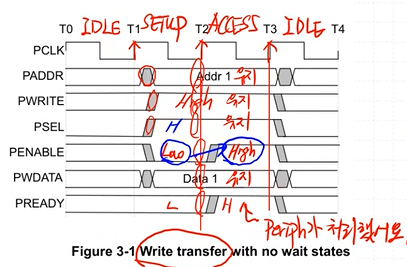 T0 IDLE T1 SETUP T2 ACCESS T3 IDLE T4
PCLK
PADDR Addr 1 유지
PWRITE High 유지
PSEL H 유지
PENABLE Low High
PWDATA Data 1 유지
PREADY L H
Periph가 처리했어요
Figure 3-1 Write transfer with no wait states